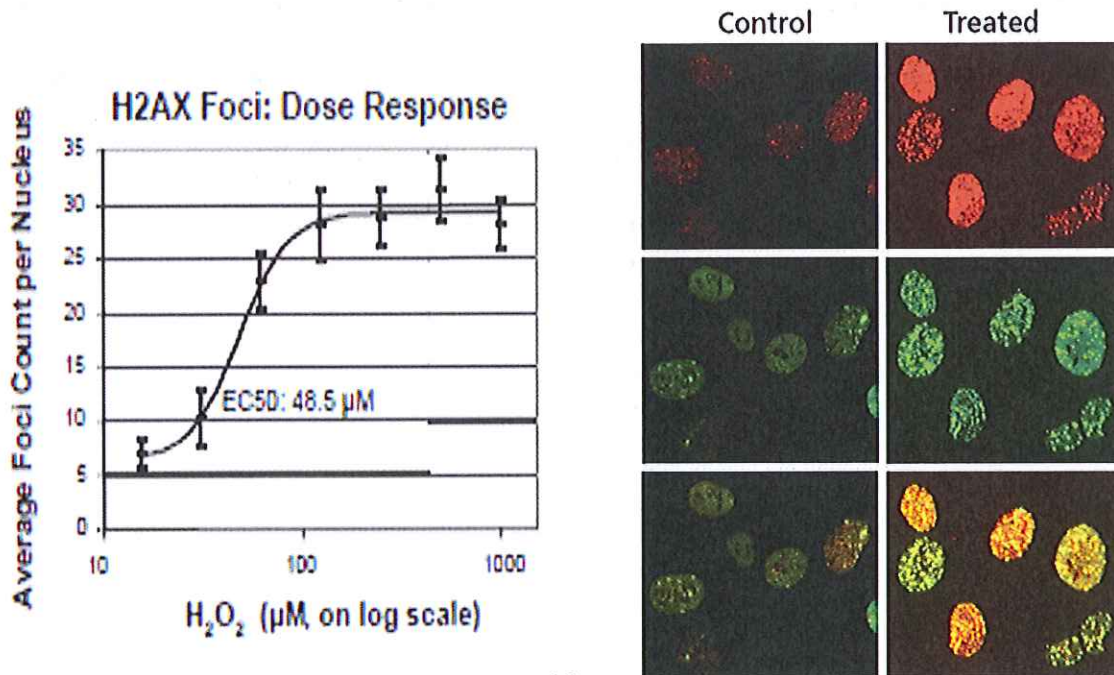 H2AX Foci: Dose Response
Average Foci Count per Nucleus
35
30
25
20
15
10
5
0
EC50: 48.5 µM
10
100
1000
H₂O₂ (µM, on log scale)
Control
Treated